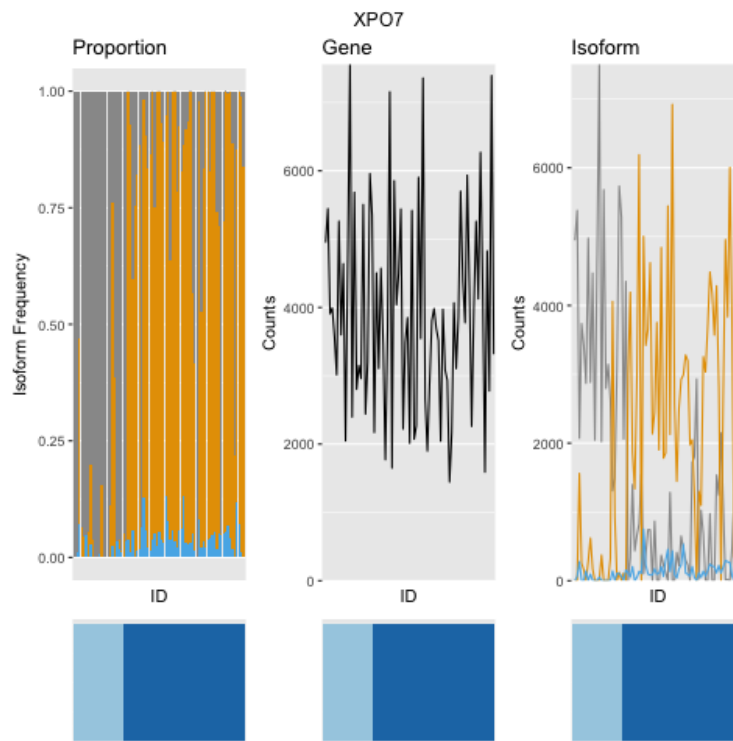 XPO7
Proportion
Gene
Isoform
1.00
0.75
0.50
0.25
0.00
Isoform Frequency
ID
6000
4000
2000
0
Counts
ID
6000
4000
2000
0
Counts
ID